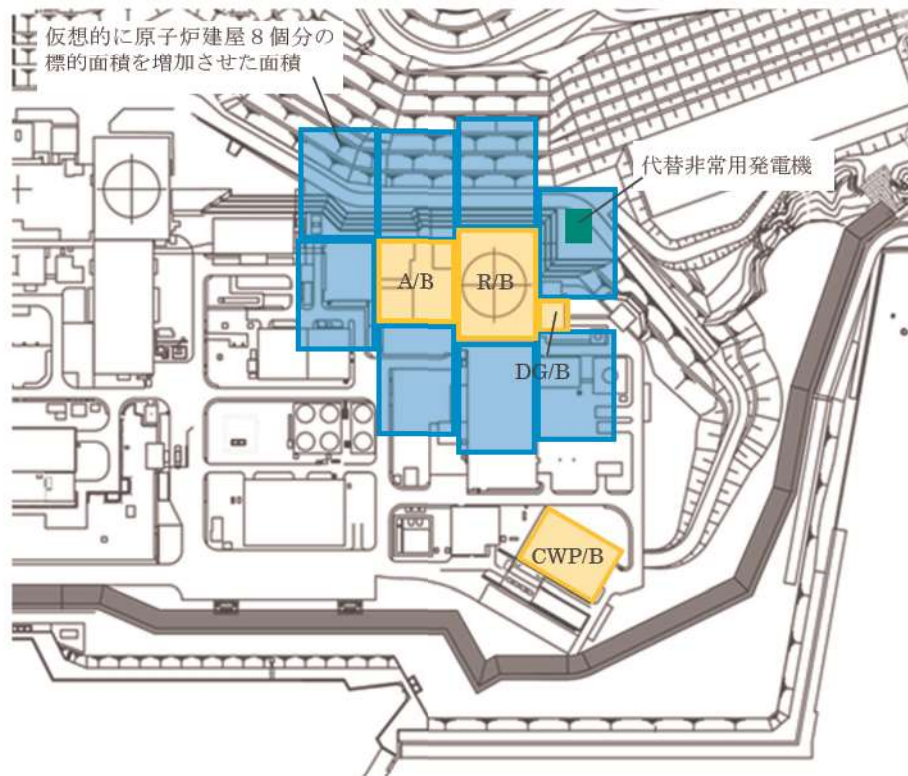 仮想的に原子炉建屋８個分の
標的面積を増加させた面積
代替非常用発電機
A/B
R/B
DG/B
CWP/B